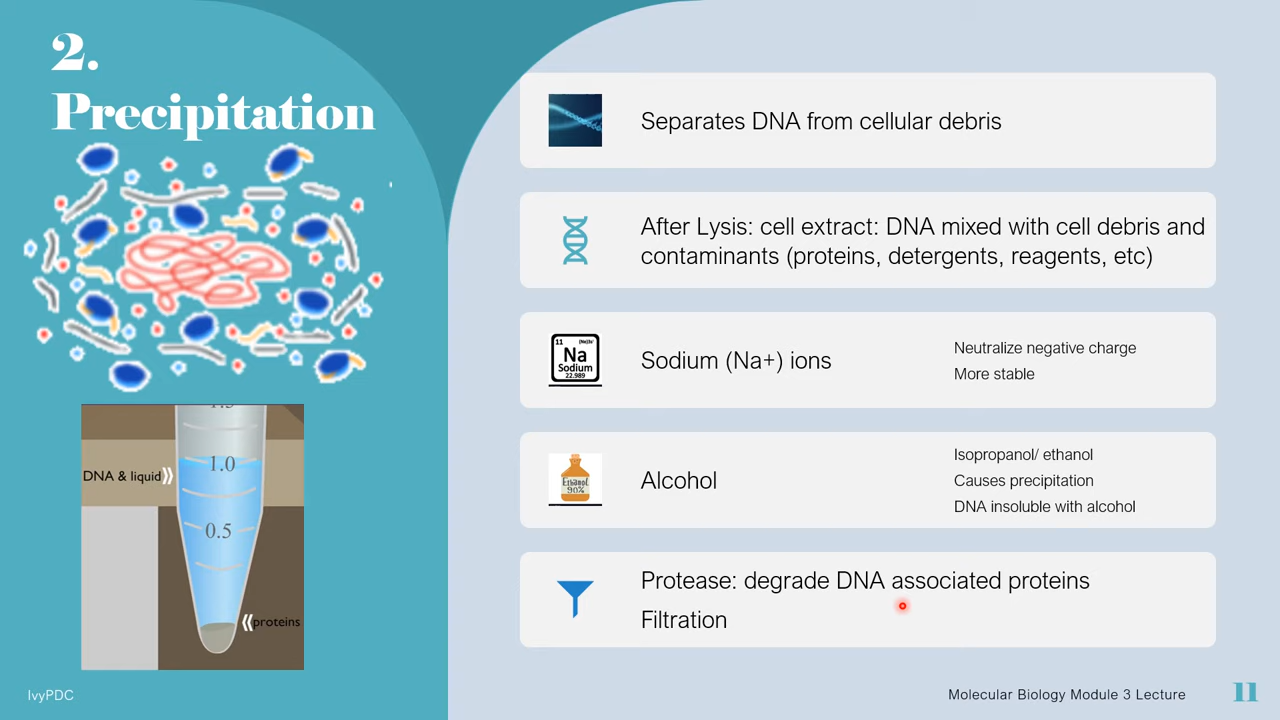 2.
Precipitation
Separates DNA from cellular debris
After Lysis: cell extract: DNA mixed with cell debris and
contaminants (proteins, detergents, reagents, etc)
11
Na
Sodium
22.989
Sodium (Na+) ions
Neutralize negative charge
More stable
Ethanol
90%
Alcohol
Isopropanol/ ethanol
Causes precipitation
DNA insoluble with alcohol
Protease: degrade DNA associated proteins
Filtration
1.0
DNA & liquid
0.5
proteins
IvyPDC
Molecular Biology Module 3 Lecture
11